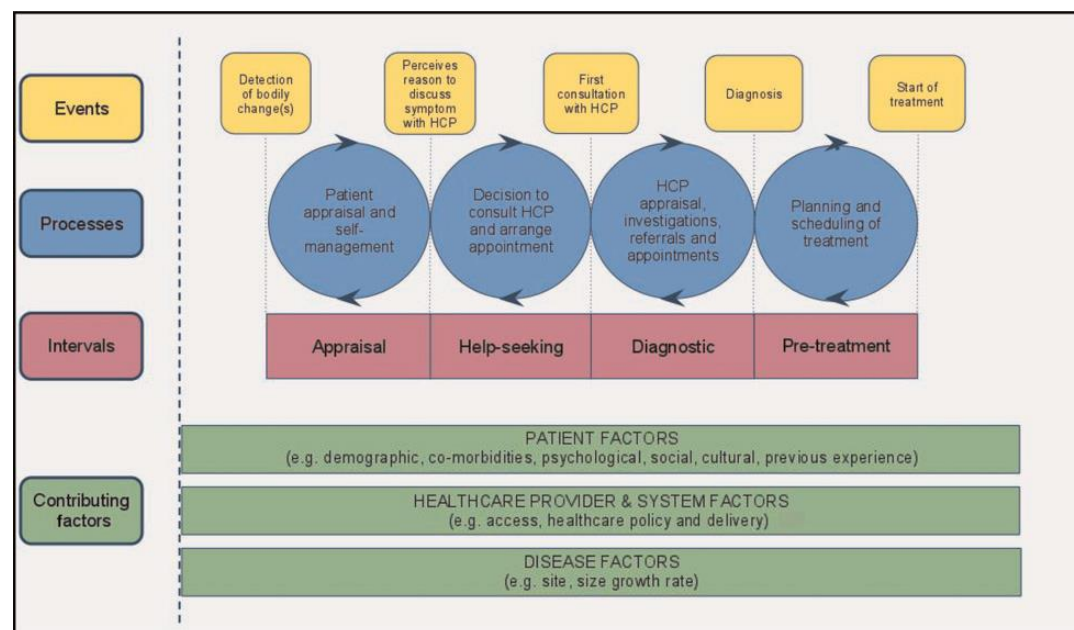 Events
Detection
of bodily
change(s)
Perceives
reason to
discuss
symptom
with HCP
First
consultation
with HCP
Diagnosis
Start of
treatment
Processes
Patient
appraisal and
self-
management
Decision to
consult HCP
and arrange
appointment
HCP
appraisal,
investigations,
referrals and
appointments
Planning and
scheduling of
treatment
Intervals
Appraisal
Help-seeking
Diagnostic
Pre-treatment
Contributing
factors
PATIENT FACTORS
(e.g. demographic, co-morbidities, psychological, social, cultural, previous experience)
HEALTHCARE PROVIDER & SYSTEM FACTORS
(e.g. access, healthcare policy and delivery)
DISEASE FACTORS
(e.g. site, size growth rate)